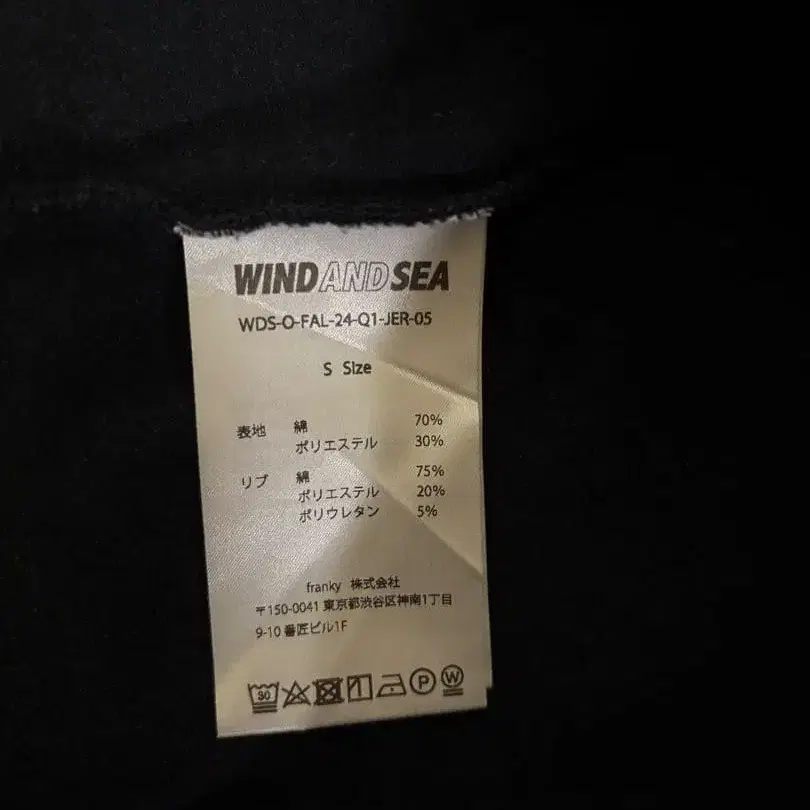 WINDANDSEA
WDS-O-FAL-24-Q1-JER-05
S Size
表地 綿 70%
ポリエステル 30%
リブ 綿 75%
ポリエステル 20%
ポリウレタン 5%
franky 株式会社
〒150-0041 東京都渋谷区神南1丁目
9-10 番匠ビル1F
30 P W